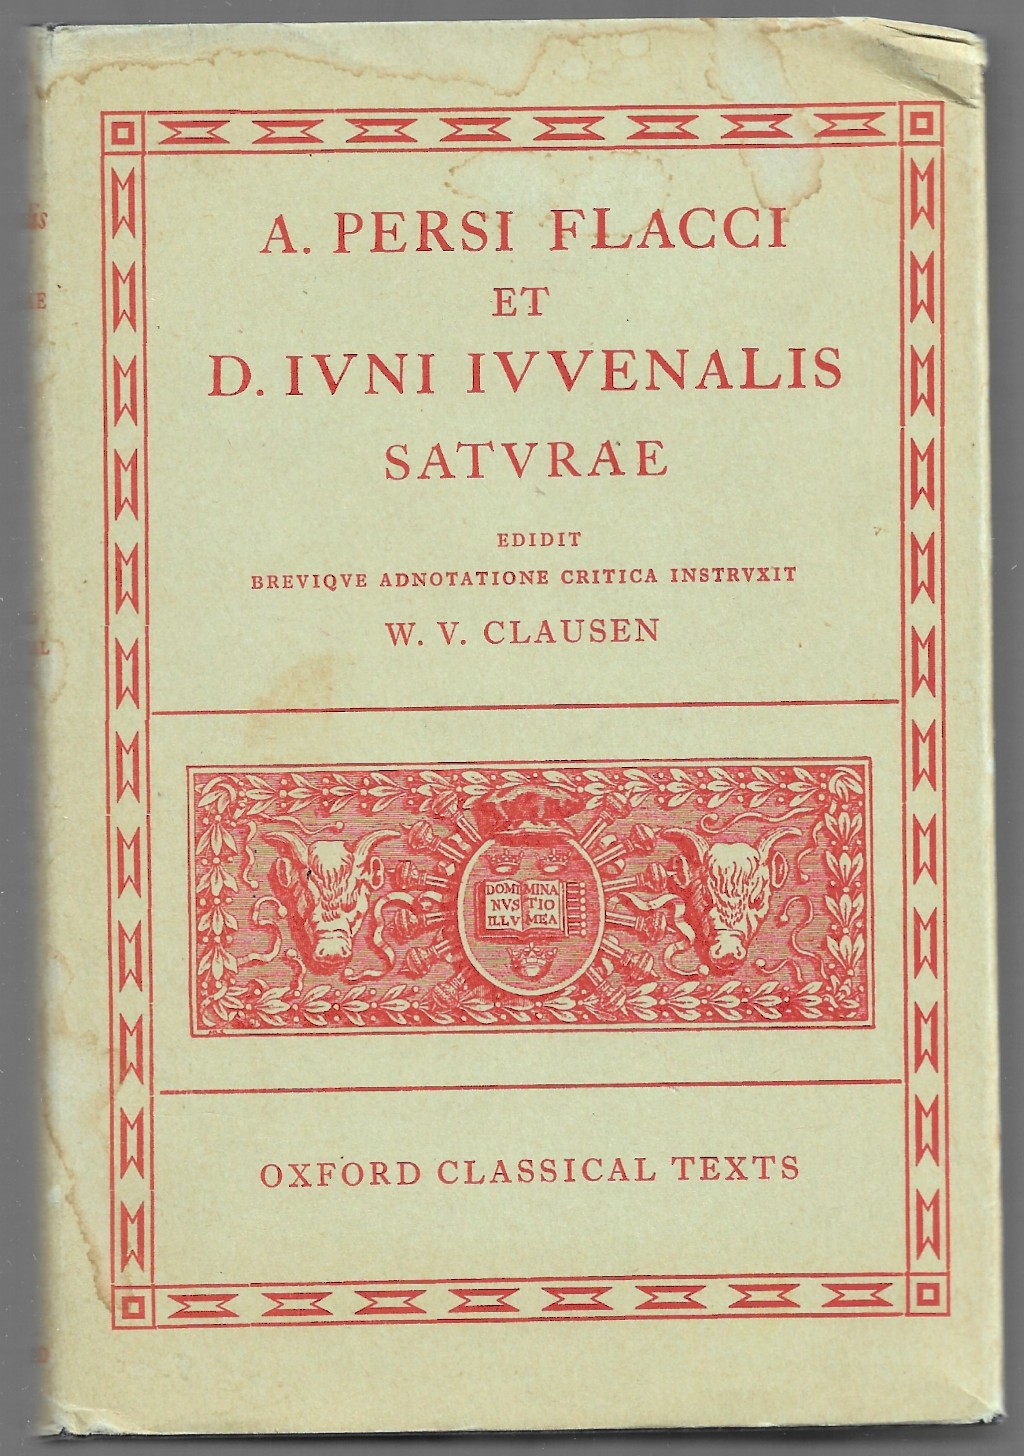 A. PERSI FLACCI
ET
D. IVNI IVVENALIS
SATVRAE
EDIDIT
BREVIQVE ADNOTATIONE CRITICA INSTRVXIT
W. V. CLAUSEN
DOMI MINA
NVS TIO
ILLV MEA
OXFORD CLASSICAL TEXTS